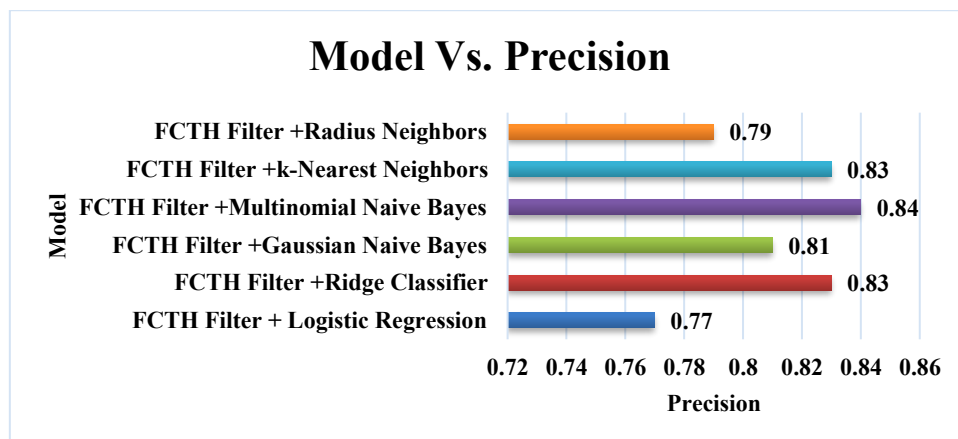 Model Vs. Precision
Model
FCTH Filter +Radius Neighbors 0.79
FCTH Filter +k-Nearest Neighbors 0.83
FCTH Filter +Multinomial Naive Bayes 0.84
FCTH Filter +Gaussian Naive Bayes 0.81
FCTH Filter +Ridge Classifier 0.83
FCTH Filter + Logistic Regression 0.77
0.72 0.74 0.76 0.78 0.8 0.82 0.84 0.86
Precision